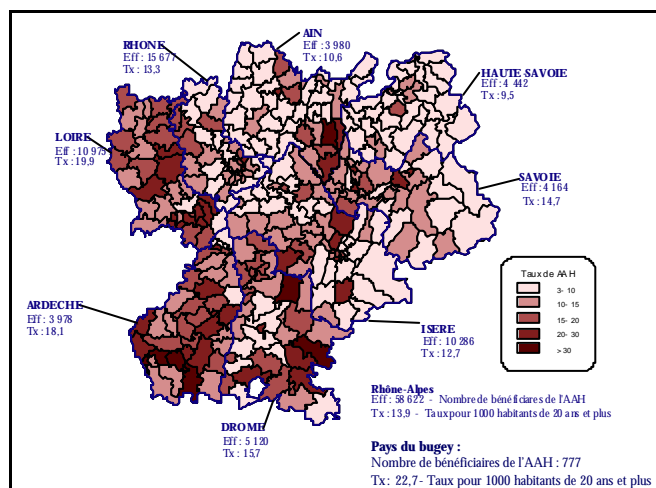 AIN
Eff : 3 980
Tx : 10,6
RHONE
Eff : 15 677
Tx : 13,3
HAUTE-SAVOIE
Eff : 4 442
Tx : 9,5
LOIRE
Eff : 10 975
Tx : 19,9
SAVOIE
Eff : 4 164
Tx : 14,7
Taux de AAH
3- 10
10- 15
15- 20
20- 30
>30
ARDECHE
Eff : 3 978
Tx : 18,1
ISERE
Eff : 10 286
Tx : 12,7
DROME
Eff : 5 120
Tx : 15,7
Rhône-Alpes
Eff : 58 622 - Nombre de bénéficiaires de l'AAH
Tx : 13,9 - Taux pour 1000 habitants de 20 ans et plus
Pays du bugey :
Nombre de bénéficiaires de l'AAH : 777
Tx : 22,7- Taux pour 1000 habitants de 20 ans et plus